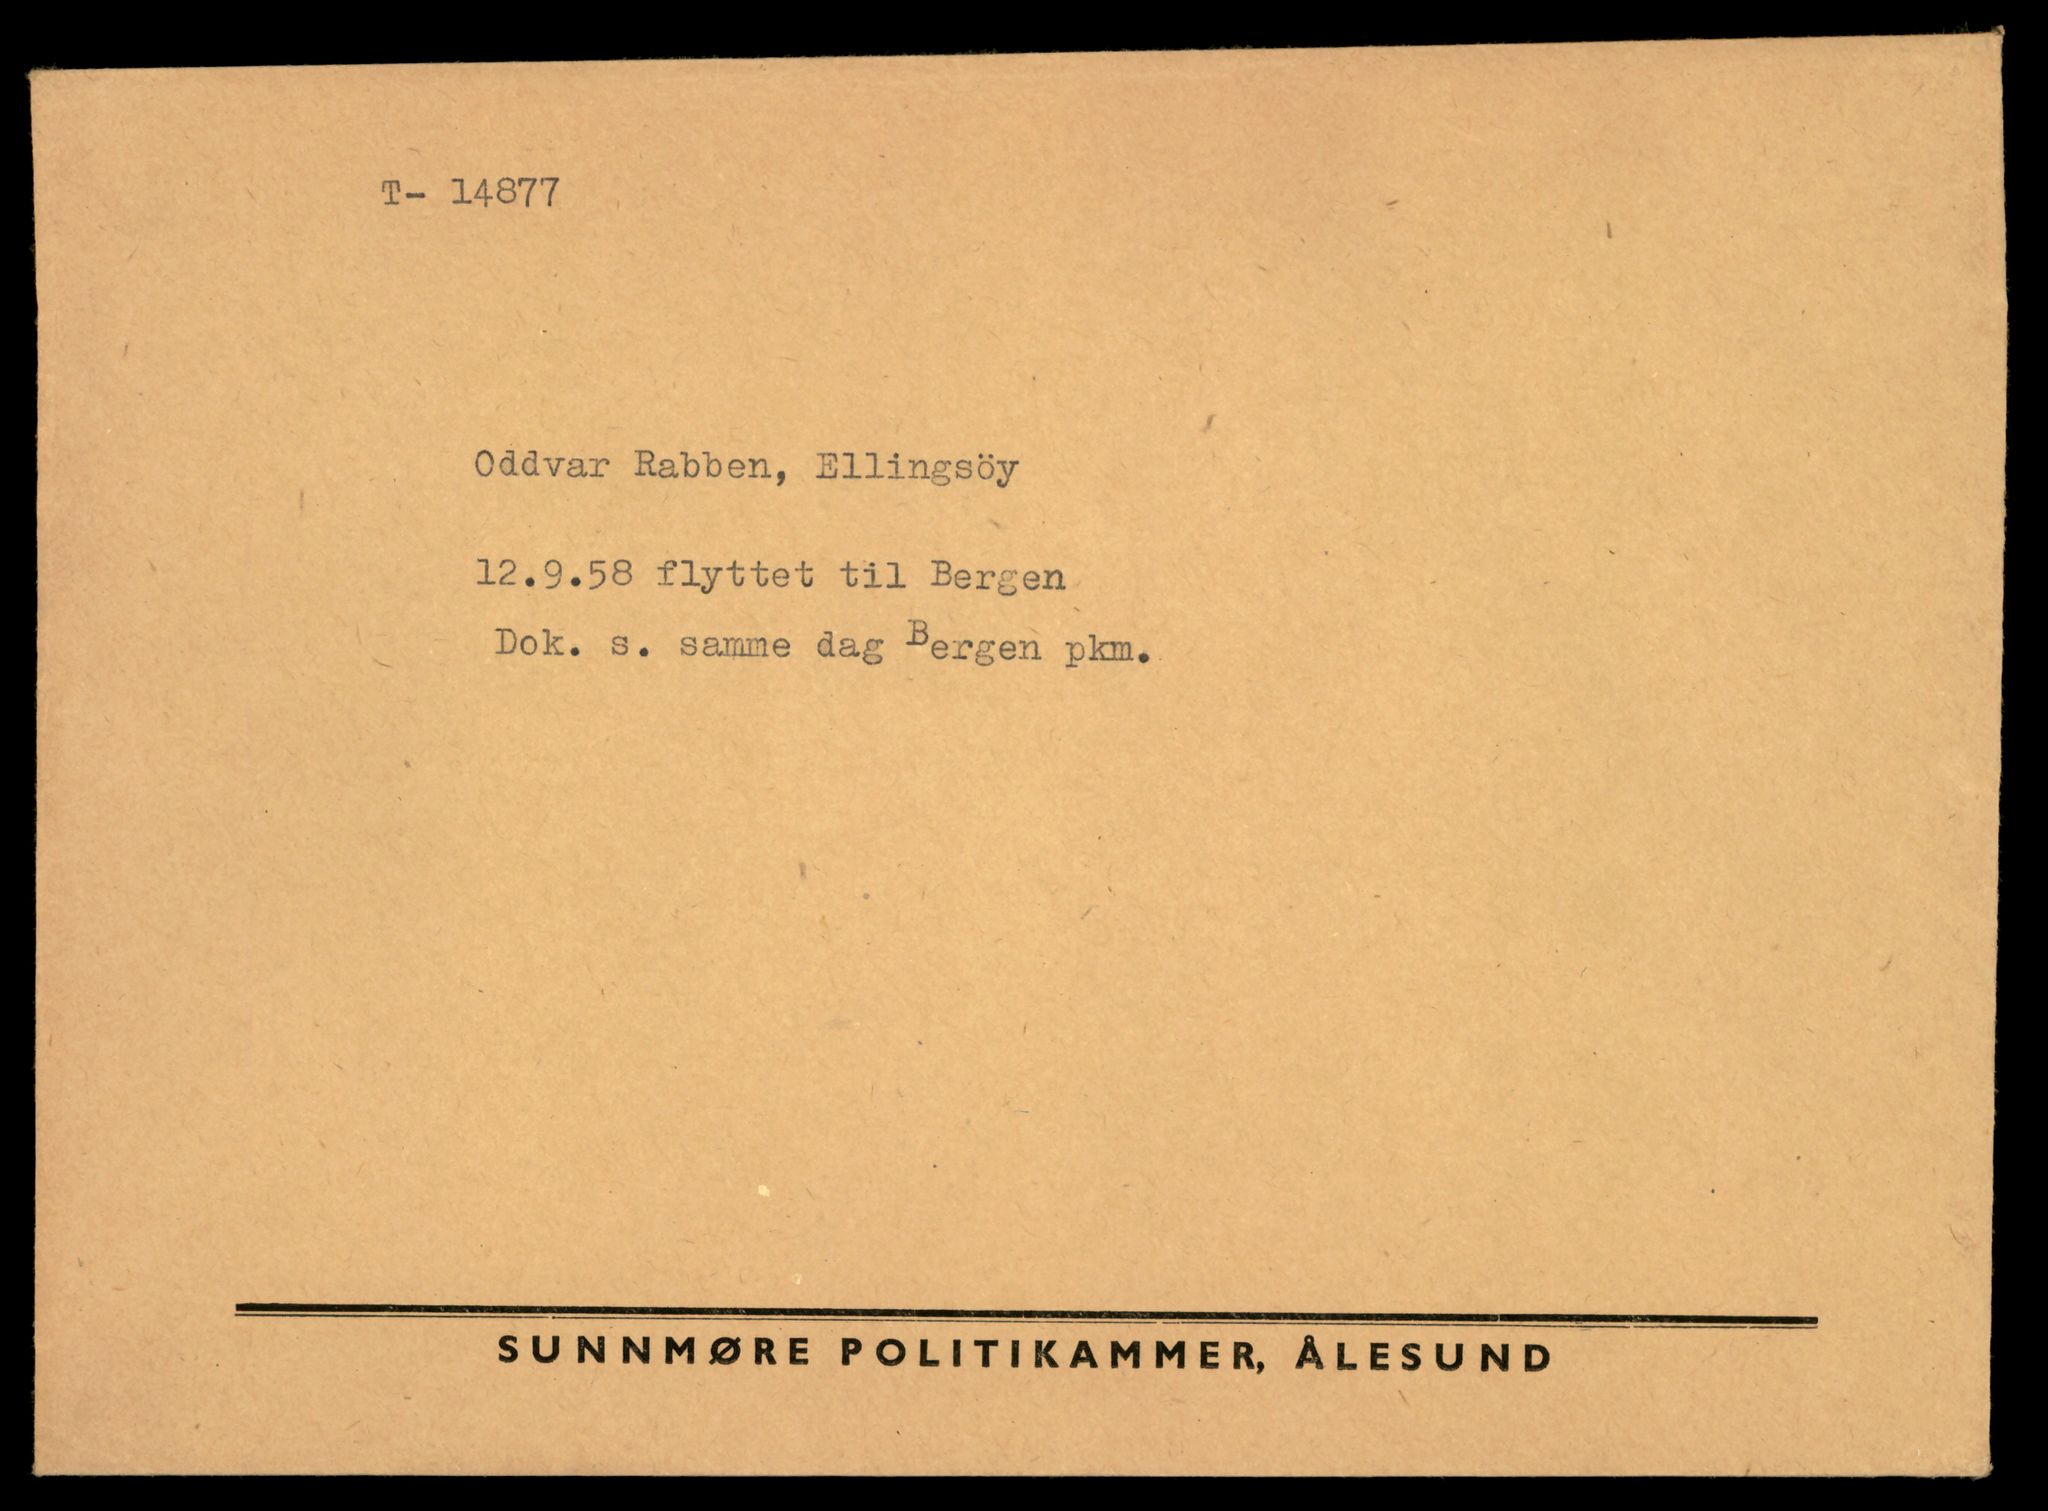 T- 14877
Oddvar Rabben, Ellingsöy
12.9.58 flyttet til Bergen
Dok. s. samme dag Bergen pkm.
SUNNMØRE POLITIKAMMER, ÅLESUND